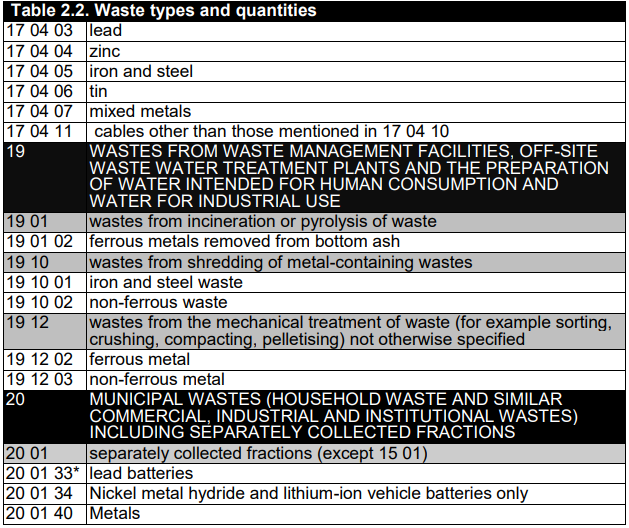 Table 2.2. Waste types and quantities
17 04 03 lead
17 04 04 zinc
17 04 05 iron and steel
17 04 06 tin
17 04 07 mixed metals
17 04 11 cables other than those mentioned in 17 04 10
19 WASTES FROM WASTE MANAGEMENT FACILITIES, OFF-SITE
WASTE WATER TREATMENT PLANTS AND THE PREPARATION
OF WATER INTENDED FOR HUMAN CONSUMPTION AND
WATER FOR INDUSTRIAL USE
19 01 wastes from incineration or pyrolysis of waste
19 01 02 ferrous metals removed from bottom ash
19 10 wastes from shredding of metal-containing wastes
19 10 01 iron and steel waste
19 10 02 non-ferrous waste
19 12 wastes from the mechanical treatment of waste (for example sorting,
crushing, compacting, pelletising) not otherwise specified
19 12 02 ferrous metal
19 12 03 non-ferrous metal
20 MUNICIPAL WASTES (HOUSEHOLD WASTE AND SIMILAR
COMMERCIAL, INDUSTRIAL AND INSTITUTIONAL WASTES)
INCLUDING SEPARATELY COLLECTED FRACTIONS
20 01 separately collected fractions (except 15 01)
20 01 33* lead batteries
20 01 34 Nickel metal hydride and lithium-ion vehicle batteries only
20 01 40 Metals